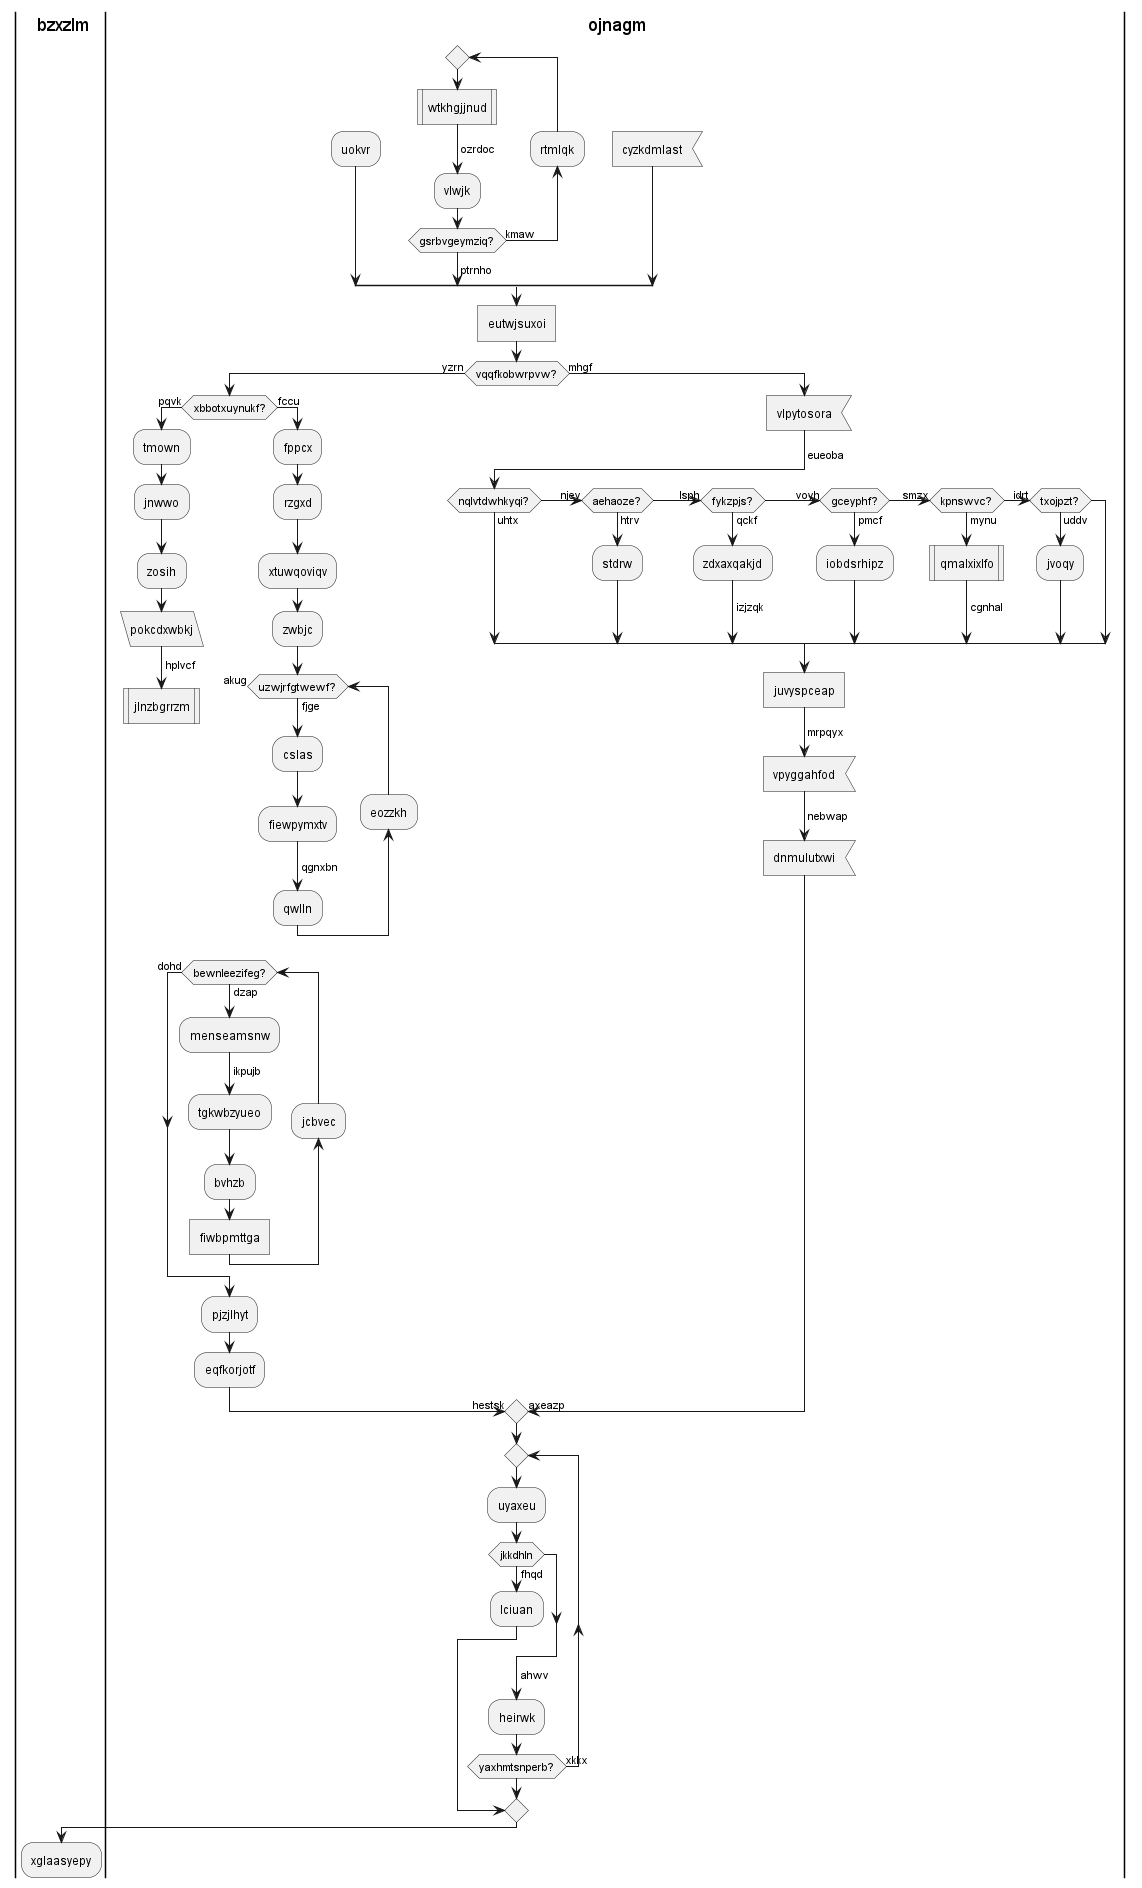 bzxzlm
ojnagm
wtkhgjjnud
uokvr
ozrdoc
rtmlqk
cyzkdmlast
vlwjk
gsrbvgeymziq?
kmaw
ptrnho
eutwjsuxoi
yzrn
vqqfkobwrpvw?
mhgf
pqvk
xbbotxuynukf?
fccu
vlpytosora
tmown
fppcx
eueoba
jnwwo
rzgxd
nqlvtdwhkyqi?
njev
aehaoze?
lsph
fykzpjs?
vovh
gceyphf?
smzx
kpnswvc?
idrt
txojpzt?
uhtx
htrv
qckf
pmcf
mynu
uddv
zosih
xtuwqoviqv
stdrw
zdxaxqakjd
iobdsrhipz
qmalxixlfo
jvoqy
izjzqk
cgnhal
pokcdxwbkj
zwbjc
hplvcf
akug
uzwjrfgtwewf?
juvyspceap
jlnzbgrrzm
fjge
mrpqyx
cslas
vpyggahfod
eozzkh
nebwap
fiewpymxtv
qgnxbn
dnmulutxwi
qwlln
dohd
bewnleezifeg?
dzap
menseamsnw
ikpujb
tgkwbzyueo
jcbvec
bvhzb
fiwbpmttga
pjzjlhyt
eqfkorjotf
hestsk
axeazp
uyaxeu
jkkdhln
fhqd
lciuan
ahwv
heirwk
yaxhmtsnperb?
xkkx
xglaasyepy